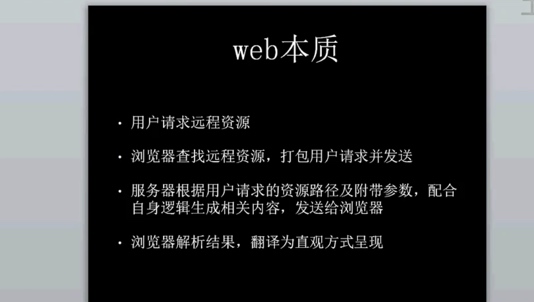 web本质
• 用户请求远程资源
• 浏览器查找远程资源，打包用户请求并发送
• 服务器根据用户请求的资源路径及附带参数，配合
自身逻辑生成相关内容，发送给浏览器
• 浏览器解析结果，翻译为直观方式呈现